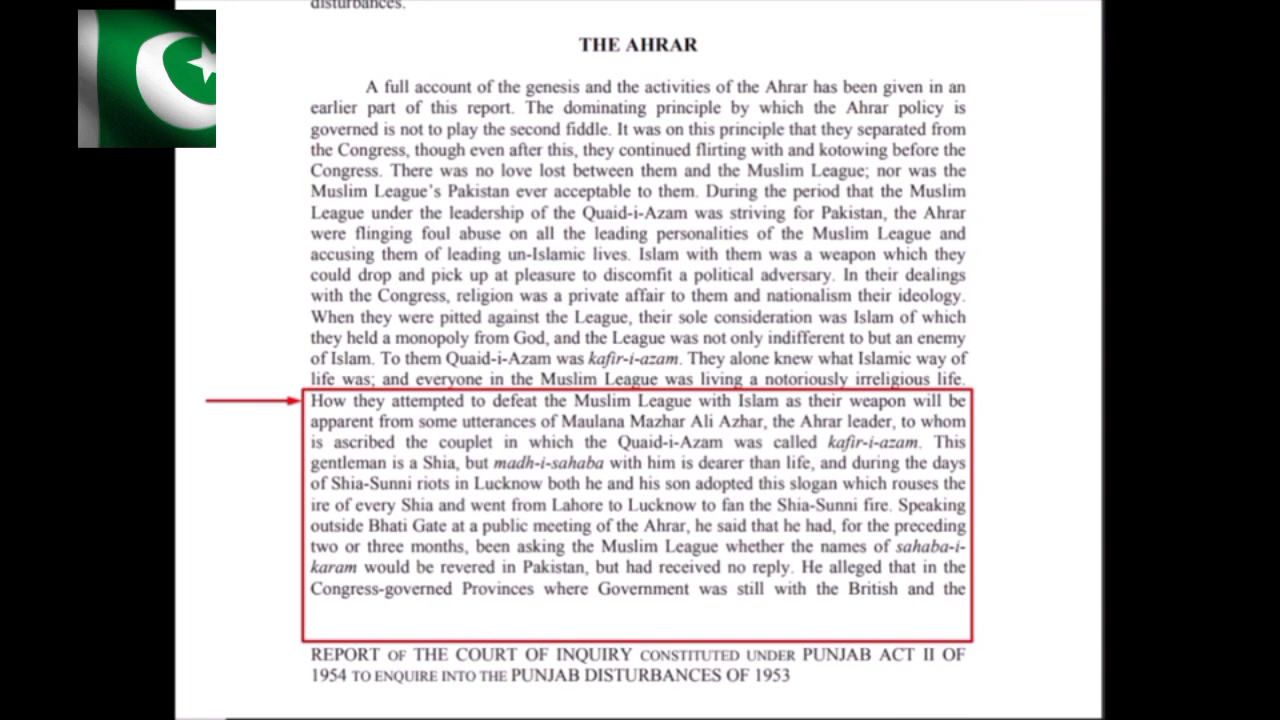 disturbances.
THE AHRAR
A full account of the genesis and the activities of the Ahrar has been given in an
earlier part of this report. The dominating principle by which the Ahrar policy is
governed is not to play the second fiddle. It was on this principle that they separated from
the Congress, though even after this, they continued flirting with and kotowing before the
Congress. There was no love lost between them and the Muslim League; nor was the
Muslim League's Pakistan ever acceptable to them. During the period that the Muslim
League under the leadership of the Quaid-i-Azam was striving for Pakistan, the Ahrar
were flinging foul abuse on all the leading personalities of the Muslim League and
accusing them of leading un-Islamic lives. Islam with them was a weapon which they
could drop and pick up at pleasure to discomfit a political adversary. In their dealings
with the Congress, religion was a private affair to them and nationalism their ideology.
When they were pitted against the League, their sole consideration was Islam of which
they held a monopoly from God, and the League was not only indifferent to but an enemy
of Islam. To them Quaid-i-Azam was kafir-i-azam. They alone knew what Islamic way of
life was; and everyone in the Muslim League was living a notoriously irreligious life.
How they attempted to defeat the Muslim League with Islam as their weapon will be
apparent from some utterances of Maulana Mazhar Ali Azhar, the Ahrar leader, to whom
is ascribed the couplet in which the Quaid-i-Azam was called kafir-i-azam. This
gentleman is a Shia, but madh-i-sahaba with him is dearer than life, and during the days
of Shia-Sunni riots in Lucknow both he and his son adopted this slogan which rouses the
ire of every Shia and went from Lahore to Lucknow to fan the Shia-Sunni fire. Speaking
outside Bhati Gate at a public meeting of the Ahrar, he said that he had, for the preceding
two or three months, been asking the Muslim League whether the names of sahaba-i-
karam would be revered in Pakistan, but had received no reply. He alleged that in the
Congress-governed Provinces where Government was still with the British and the
REPORT OF THE COURT OF INQUIRY CONSTITUTED UNDER PUNJAB ACT II OF
1954 TO ENQUIRE INTO THE PUNJAB DISTURBANCES OF 1953